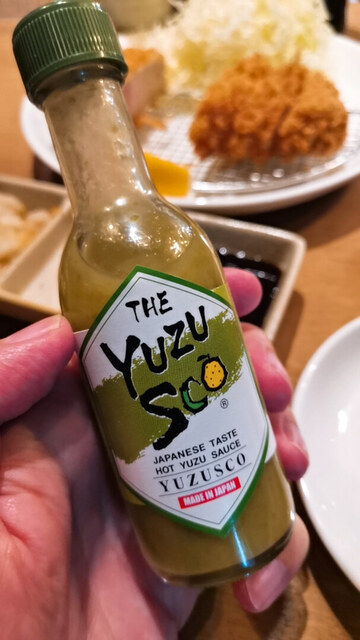 THE
YUZU
SCO®
JAPANESE TASTE
HOT YUZU SAUCE
YUZUSCO
MADE IN JAPAN